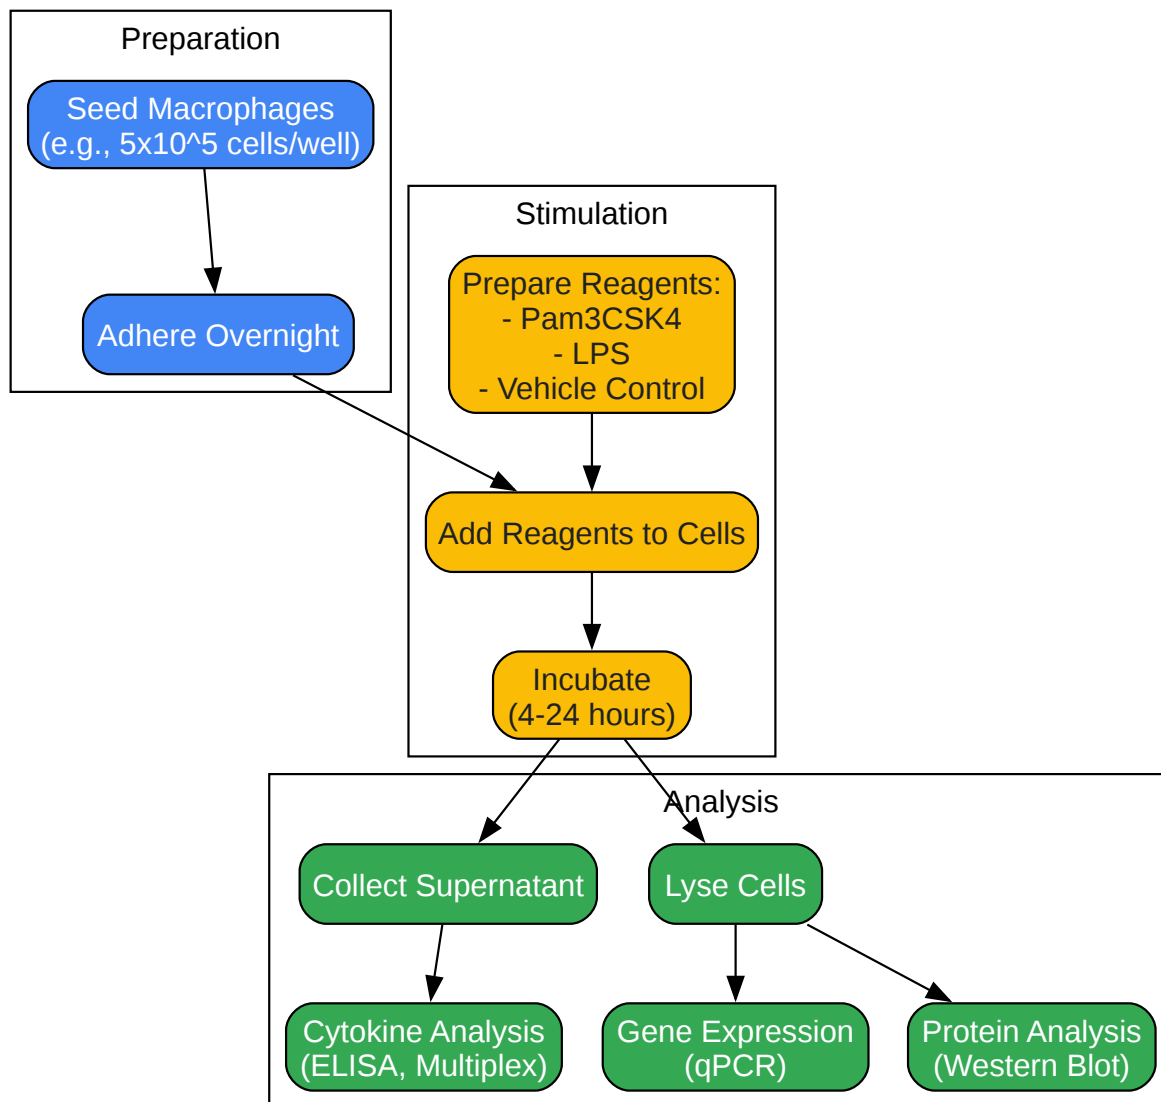 Preparation
Seed Macrophages
(e.g., 5x10^5 cells/well)
Adhere Overnight
Stimulation
Prepare Reagents:
- Pam3CSK4
- LPS
- Vehicle Control
Add Reagents to Cells
Incubate
(4-24 hours)
Analysis
Collect Supernatant
Lyse Cells
Cytokine Analysis
(ELISA, Multiplex)
Gene Expression
(qPCR)
Protein Analysis
(Western Blot)